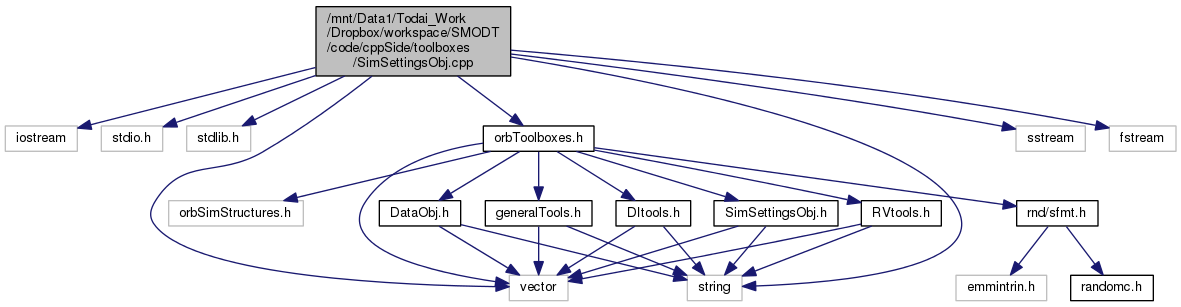 /mnt/Data1/Todai_Work
/Dropbox/workspace/SMODT
/code/cppSide/toolboxes
/SimSettingsObj.cpp
iostream
stdio.h
stdlib.h
orbToolboxes.h
sstream
fstream
orbSimStructures.h
DataObj.h
generalTools.h
DItools.h
SimSettingsObj.h
RVtools.h
rnd/sfmt.h
vector
string
emmintrin.h
randomc.h